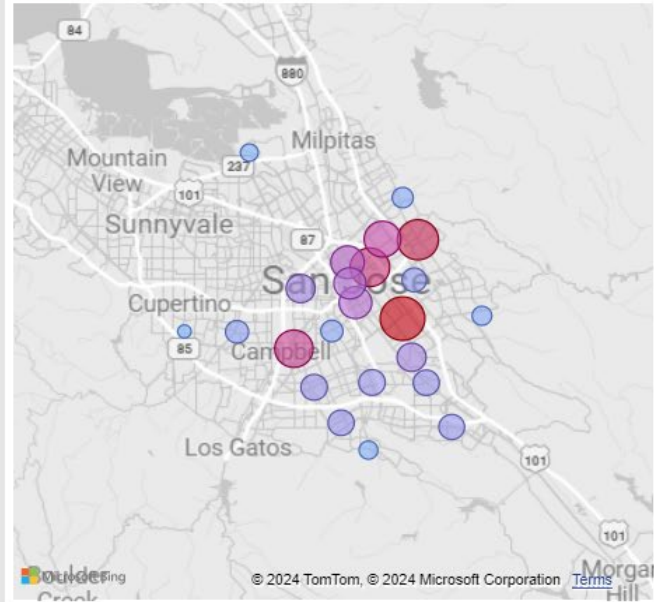 84
880
Milpitas
Mountain
View
237
101
Sunnyvale
87
San Jose
Cupertino
85
Campbell
Los Gatos
101
101
Microsoft Bing
© 2024 TomTom, © 2024 Microsoft Corporation Terms
Morgan
Hill
Creek